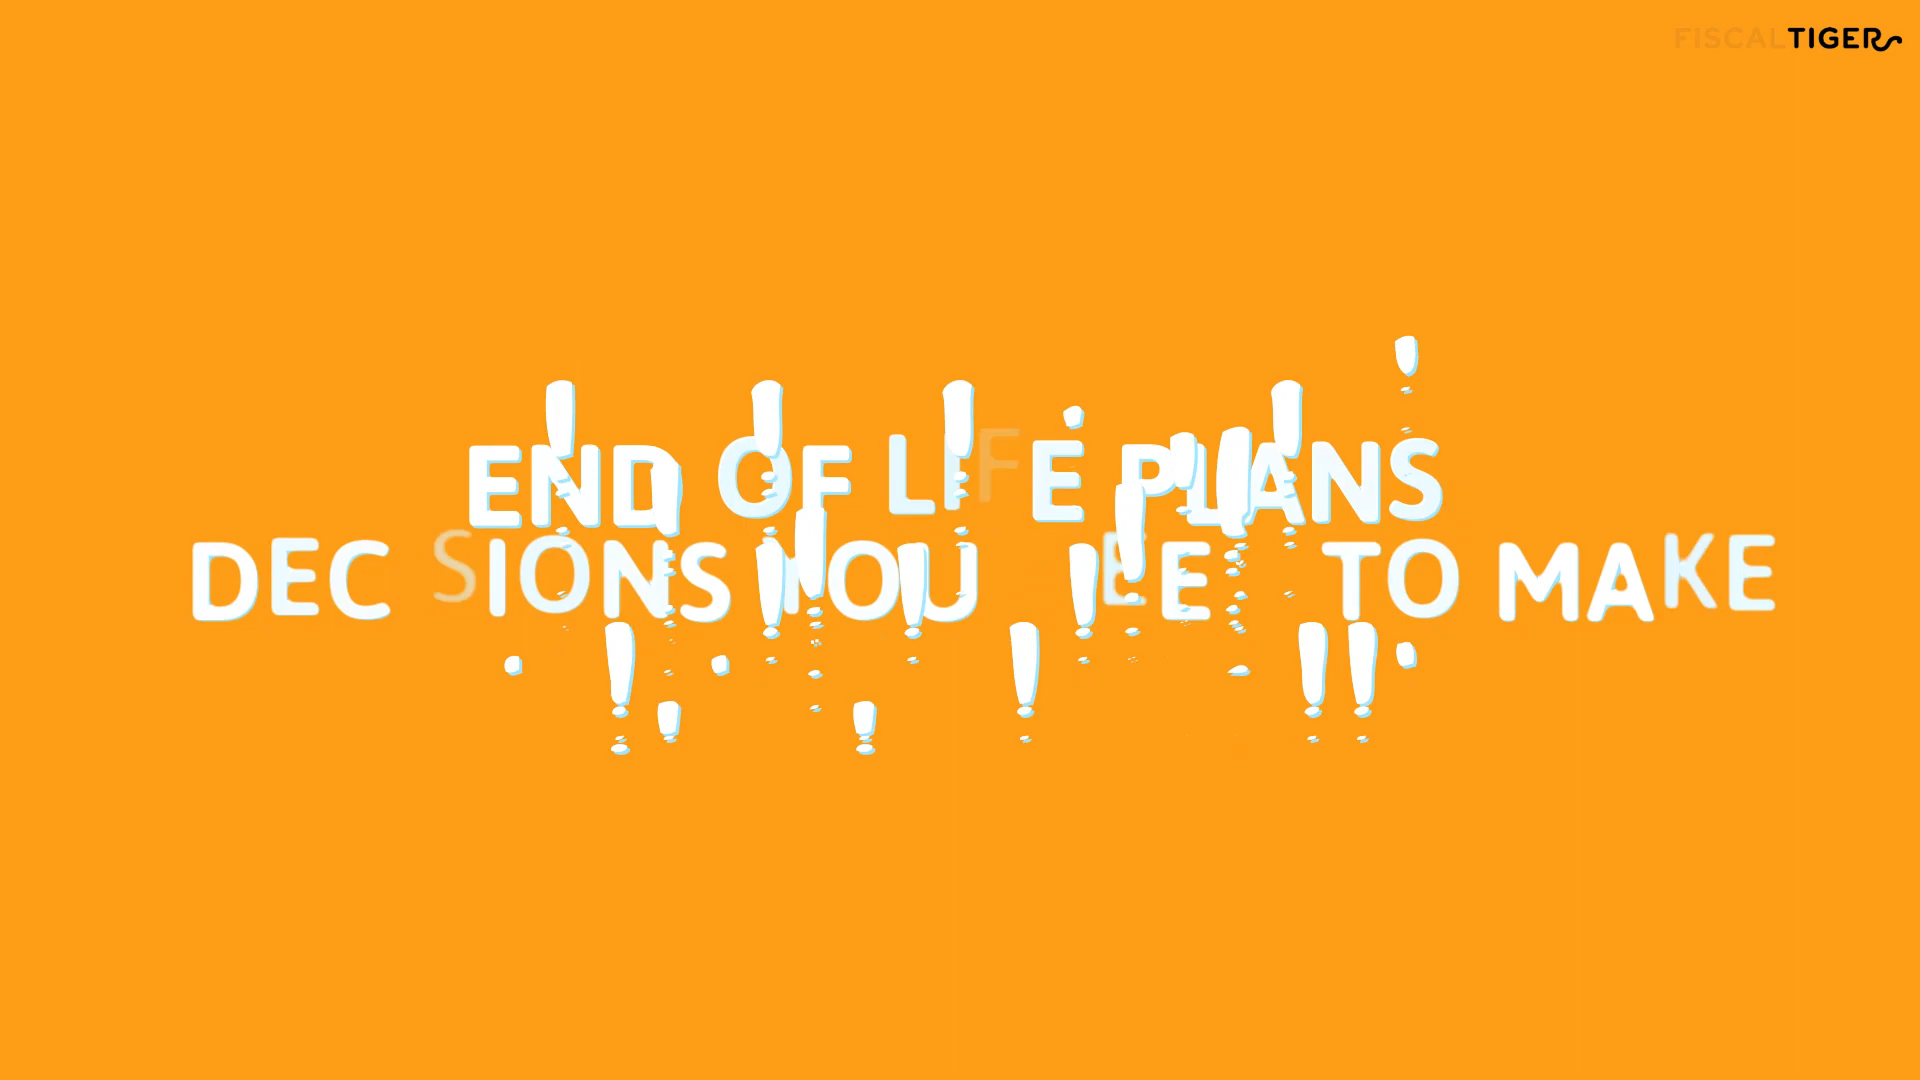 FISCALTIGER
END OF LIFE PLANS
DECISIONS YOU TO MAKE